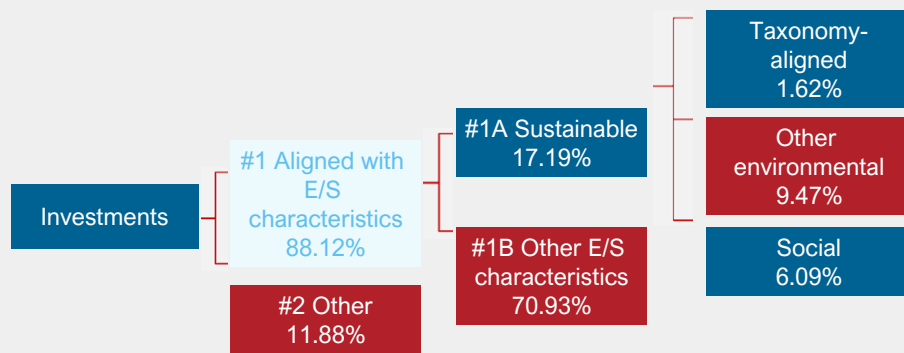 Investments
#1 Aligned with
E/S
characteristics
88.12%
#2 Other
11.88%
#1A Sustainable
17.19%
#1B Other E/S
characteristics
70.93%
Taxonomy-
aligned
1.62%
Other
environmental
9.47%
Social
6.09%